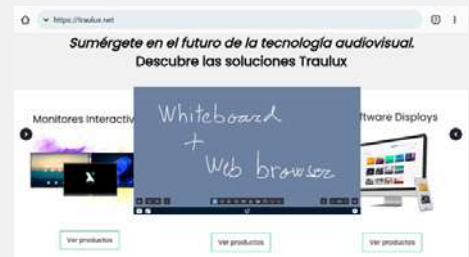 https://traulux.net
Sumérgete en el futuro de la tecnología audiovisual.
Descubre las soluciones Traulux
Monitores Interactiv
ftware Displays
Whiteboard
+
Web browser
Ver productos
Ver productos
Ver productos